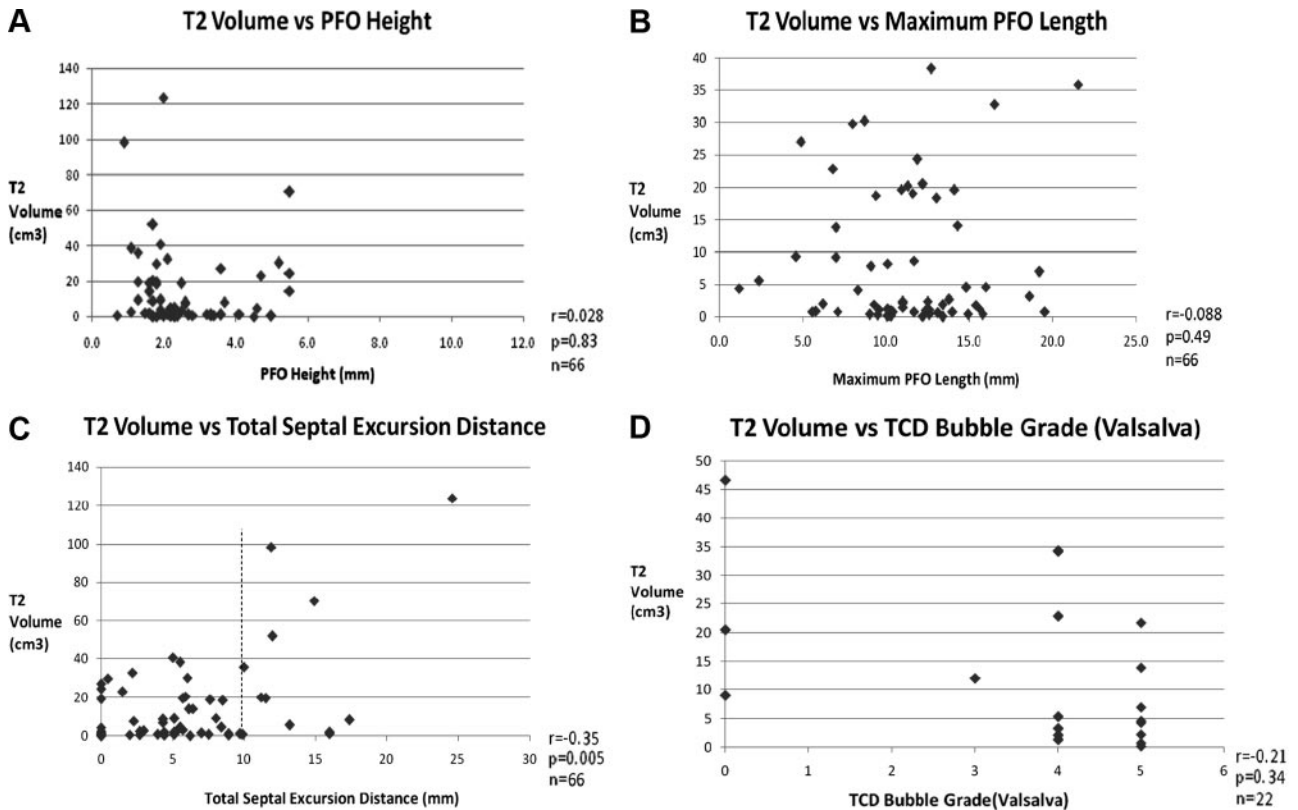 A
T2 Volume vs PFO Height
140
120
100
80
60
40
20
0
T2
Volume
(cm3)
0.0 2.0 4.0 6.0 8.0 10.0 12.0
PFO Height (mm)
r=0.028
p=0.83
n=66
B
T2 Volume vs Maximum PFO Length
40
35
30
25
20
15
10
5
0
T2
Volume
(cm3)
5.0 10.0 15.0 20.0 25.0
Maximum PFO Length (mm)
r=-0.088
p=0.49
n=66
C
T2 Volume vs Total Septal Excursion Distance
140
120
100
80
60
40
20
0
T2
Volume
(cm3)
0 5 10 15 20 25 30
Total Septal Excursion Distance (mm)
r=-0.35
p=0.005
n=66
D
T2 Volume vs TCD Bubble Grade (Valsalva)
50
45
40
35
30
25
20
15
10
5
0
T2
Volume
(cm3)
0 1 2 3 4 5 6
TCD Bubble Grade(Valsalva)
r=-0.21
p=0.34
n=22